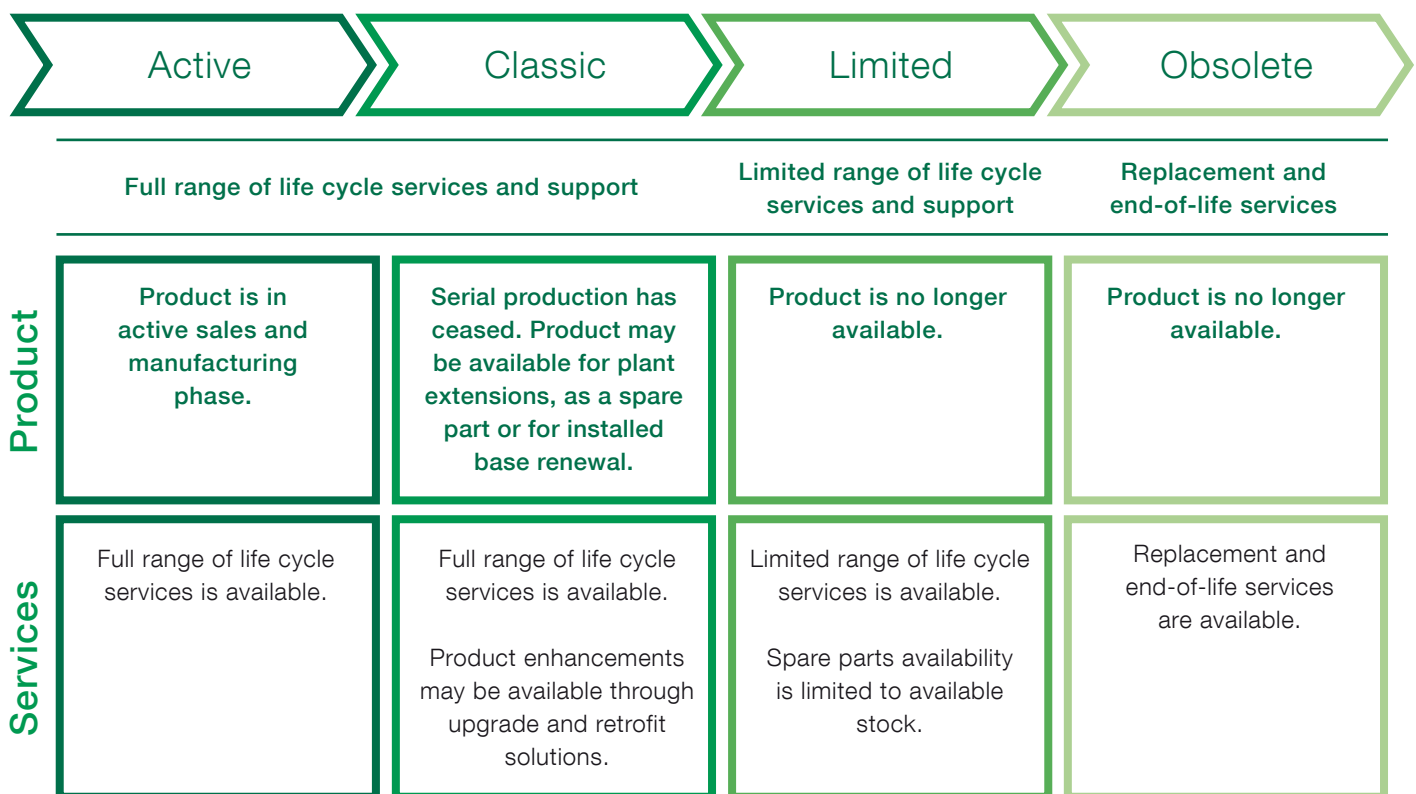 Active
Classic
Limited
Obsolete
Full range of life cycle services and support
Limited range of life cycle
services and support
Replacement and
end-of-life services
Product
Product is in
active sales and
manufacturing
phase.
Serial production has
ceased. Product may
be available for plant
extensions, as a spare
part or for installed
base renewal.
Product is no longer
available.
Product is no longer
available.
Services
Full range of life cycle
services is available.
Full range of life cycle
services is available.
Product enhancements
may be available through
upgrade and retrofit
solutions.
Limited range of life cycle
services is available.
Spare parts availability
is limited to available
stock.
Replacement and
end-of-life services
are available.